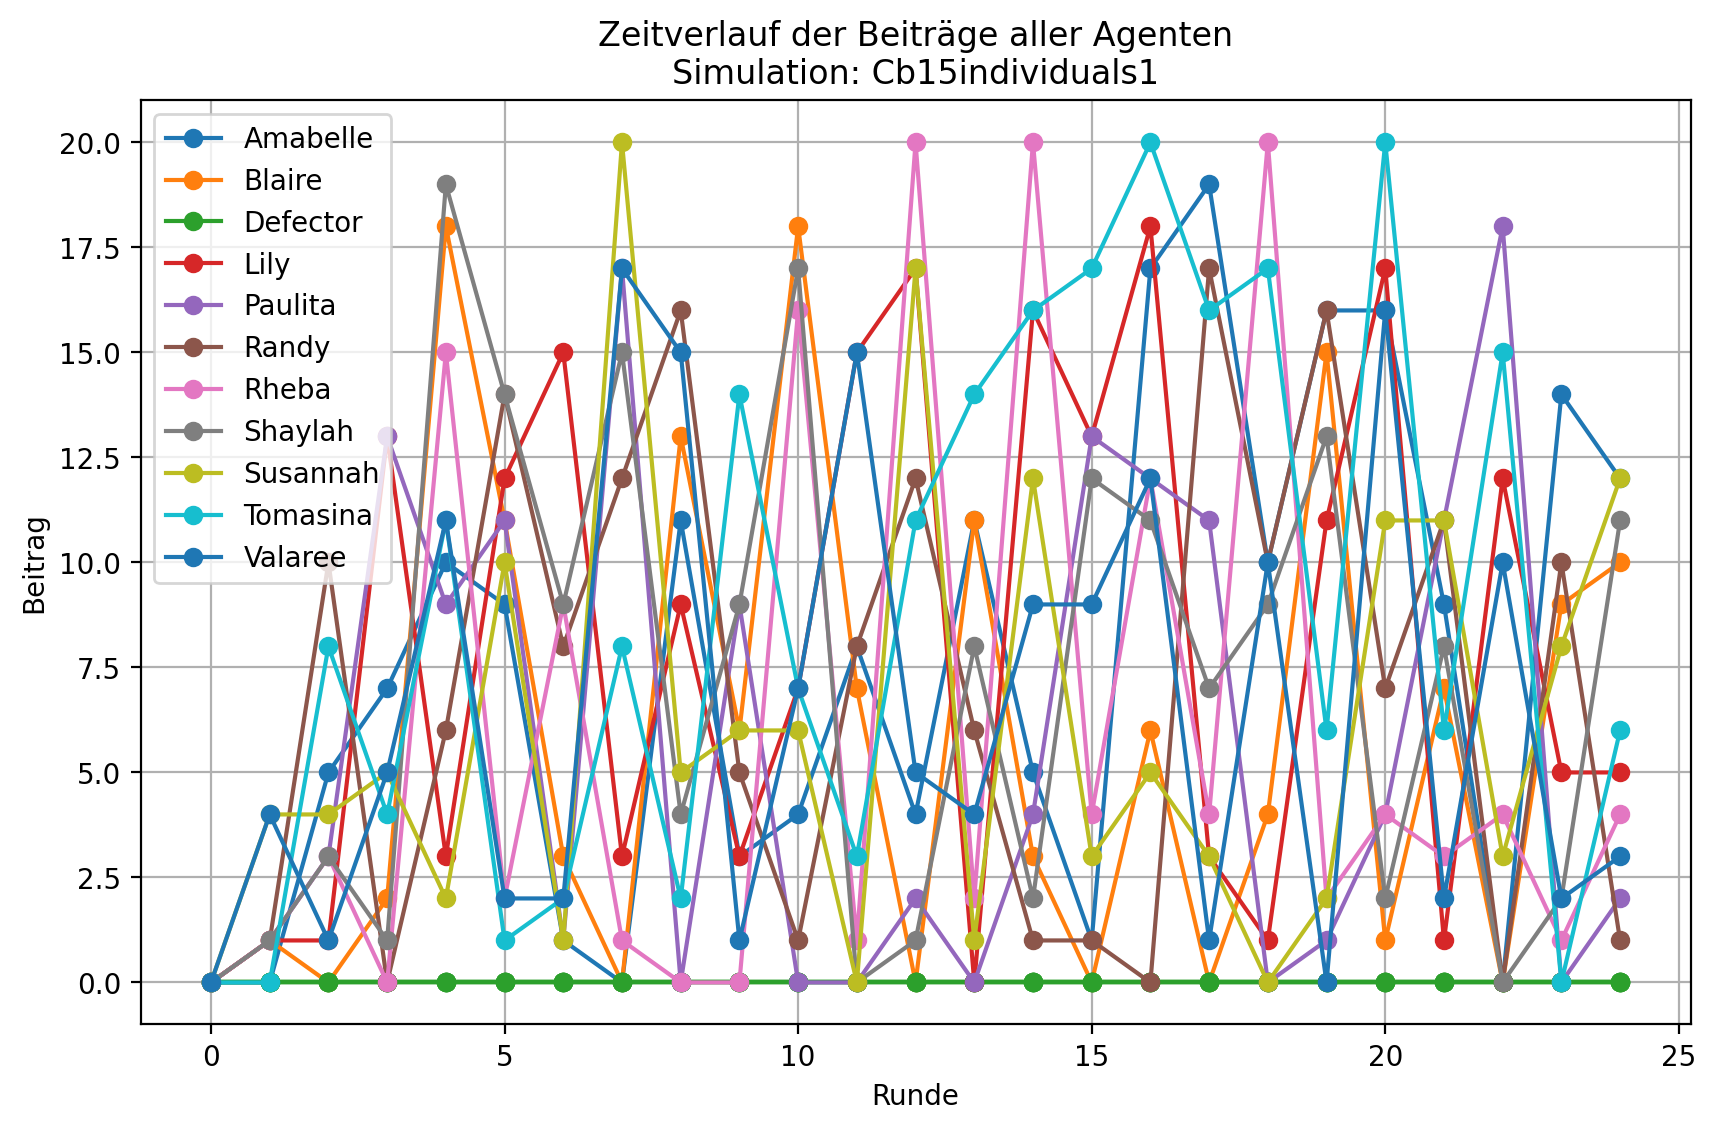 Zeitverlauf der Beiträge aller Agenten
Simulation: Cb15individuals1
Amabelle
Blaire
Defector
Lily
Paulita
Randy
Rheba
Shaylah
Susannah
Tomasina
Valaree
Beitrag
20.0
17.5
15.0
12.5
10.0
7.5
5.0
2.5
0.0
0
5
10
15
20
25
Runde